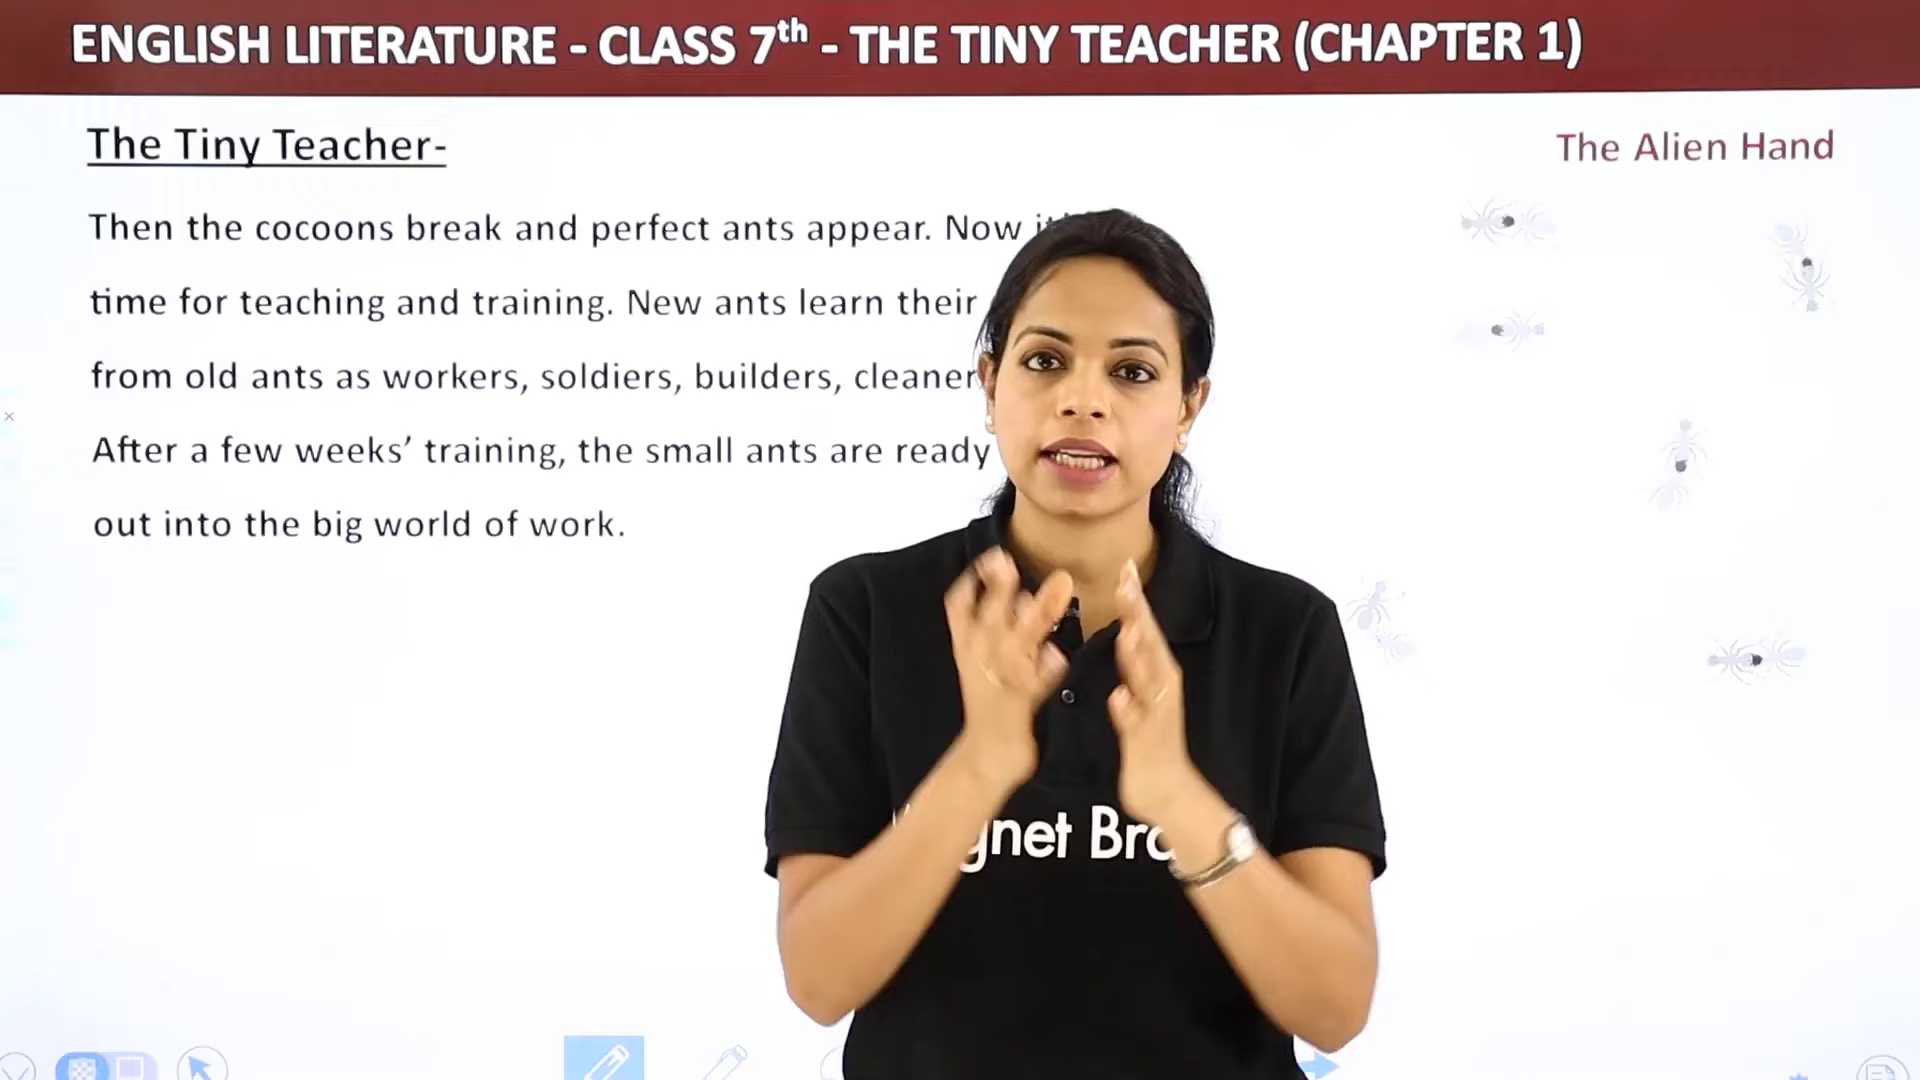 ENGLISH LITERATURE - CLASS 7th - THE TINY TEACHER (CHAPTER 1)
The Tiny Teacher-
The Alien Hand
Then the cocoons break and perfect ants appear. Now
time for teaching and training. New ants learn their
from old ants as workers, soldiers, builders,
After a few weeks’ training, the small ants are ready
out into the big world of work.